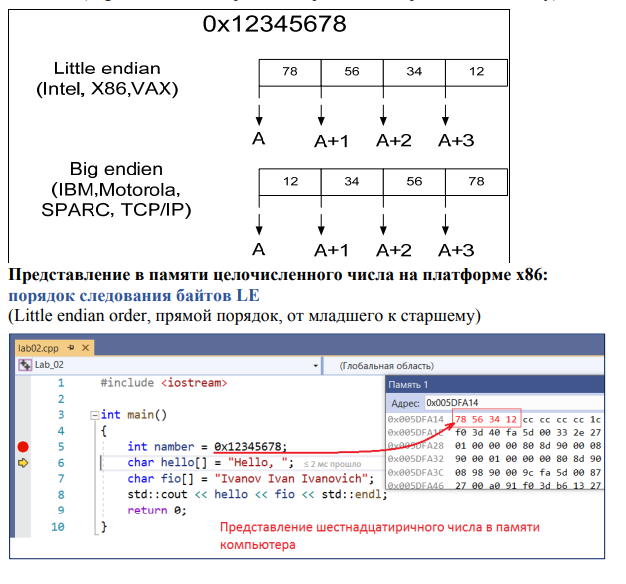 0x12345678
Little endian
(Intel, X86,VAX)
78 56 34 12
A A+1 A+2 A+3
Big endien
(IBM,Motorola,
SPARC, TCP/IP)
12 34 56 78
A A+1 A+2 A+3
Представление в памяти целочисленного числа на платформе x86:
порядок следования байтов LE
(Little endian order, прямой порядок, от младшего к старшему)
lab02.cpp
Lab_02
(Глобальная область)
1 #include <iostream>
2
3 int main()
4 {
5 int namber = 0x12345678;
6 char hello[] = "Hello, "; ≤ 2 мс прошло
7 char fio[] = "Ivanov Ivan Ivanovich";
8 std::cout << hello << fio << std::endl;
9 return 0;
10 }
Память 1
Адрес: 0x005DFA14
0x005DFA14 78 56 34 12 cc cc cc cc 1c
0x005DFA1E f0 3d 40 fa 5d 00 33 2e 27
0x005DFA28 01 00 00 00 80 8d 90 00 08
0x005DFA32 90 00 01 00 00 00 80 8d 90
0x005DFA3C 08 98 90 00 9c fa 5d 00 87
0x005DFA46 27 00 a0 91 f0 3d b6 13 27
Представление шестнадцатиричного числа в памяти
компьютера